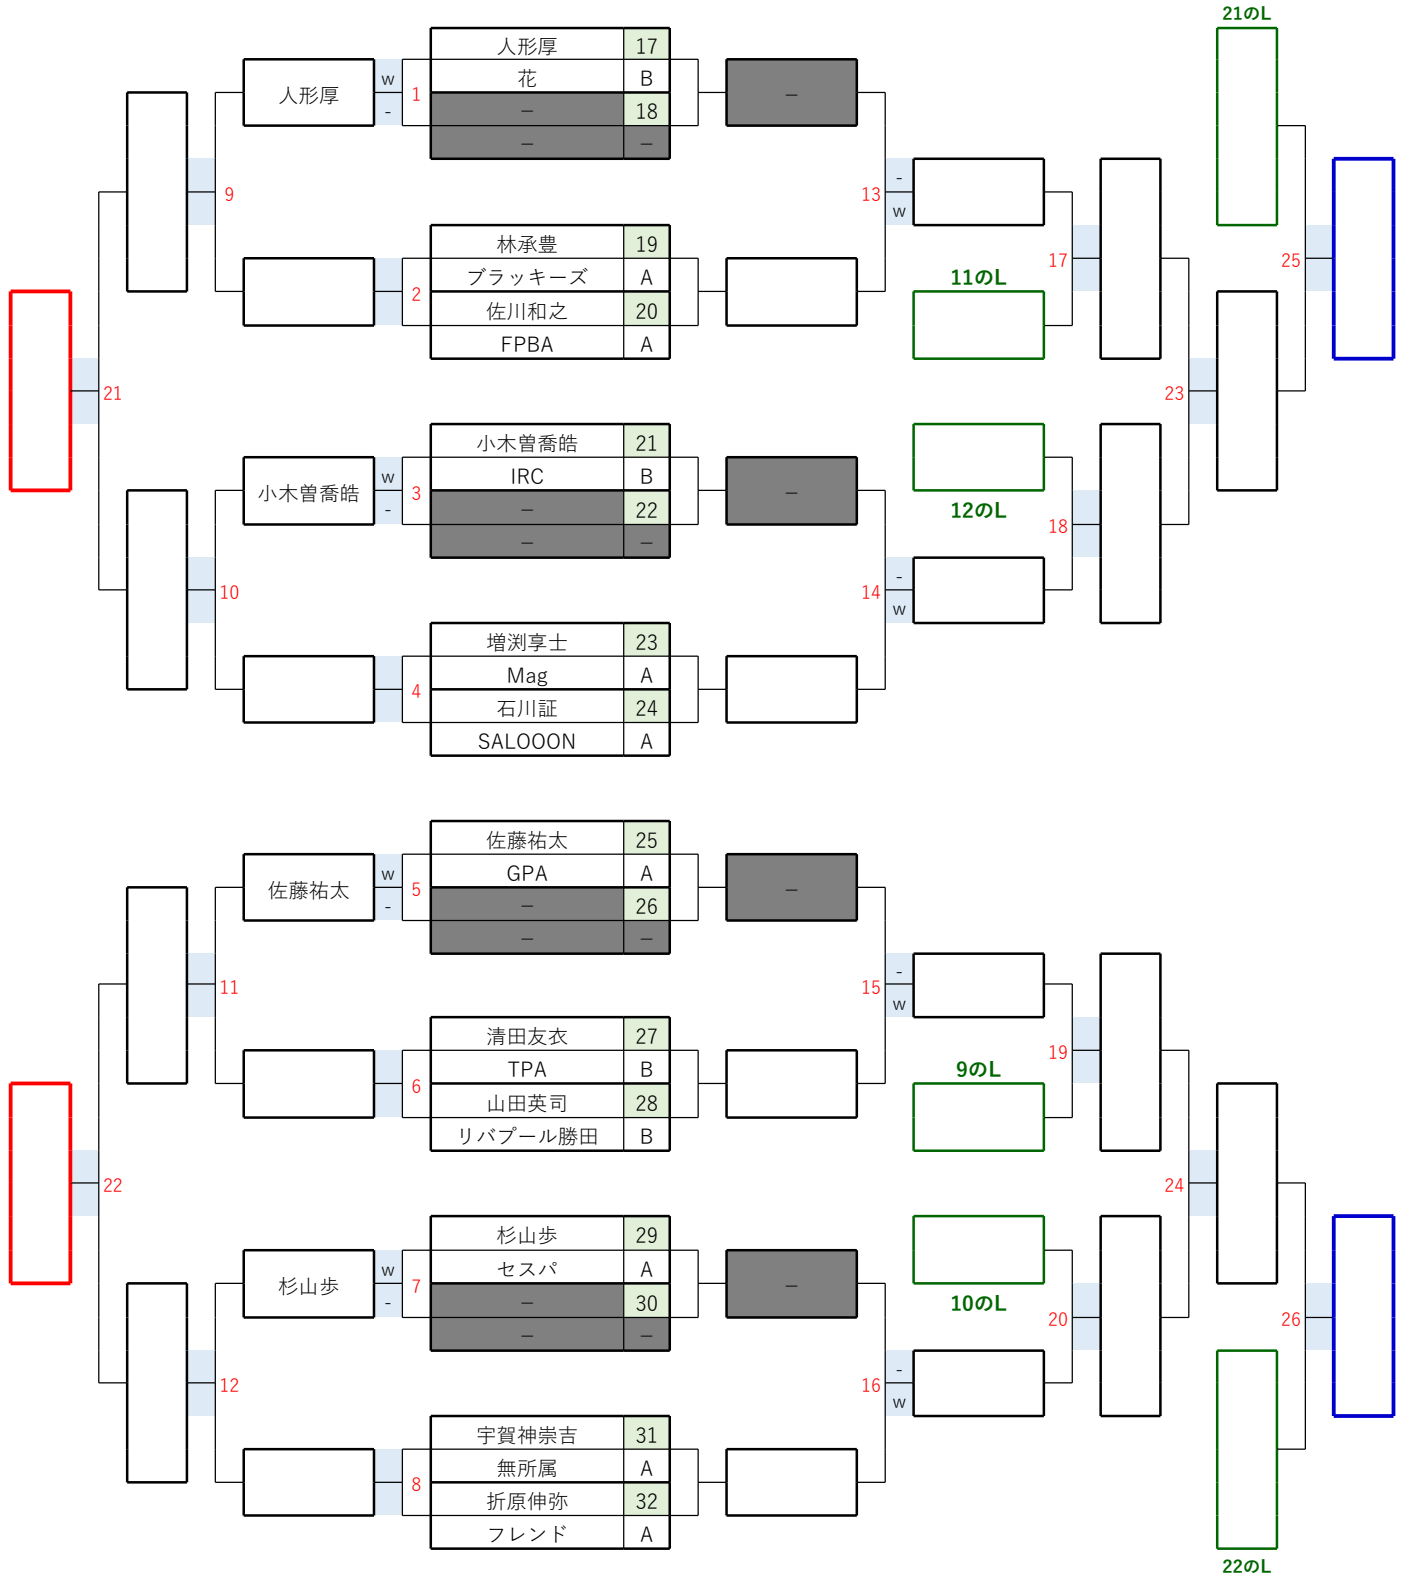 21のL
人形厚 17
人形厚 w 1 花 B –
- – 18
– –
9 13 -
w
林承豊 19
ブラッキーズ A 17 25
2 佐川和之 20 11のL
FPBA A
21 23
小木曽喬皓 21
小木曽喬皓 w 3 IRC B –
- – 22 12のL
– – 18
10 14 -
w
増渕享士 23
4 Mag A
石川証 24
SALOOON A
佐藤祐太 25
佐藤祐太 w 5 GPA A –
- – 26
– –
11 15 -
w
清田友衣 27 19
6 TPA B 9のL
山田英司 28
リバプール勝田 B
22 24
杉山歩 29
杉山歩 w 7 セスパ A –
- – 30 10のL
– – 20 26
12 16 -
w
宇賀神崇吉 31
8 無所属 A
折原伸弥 32
フレンド A
22のL